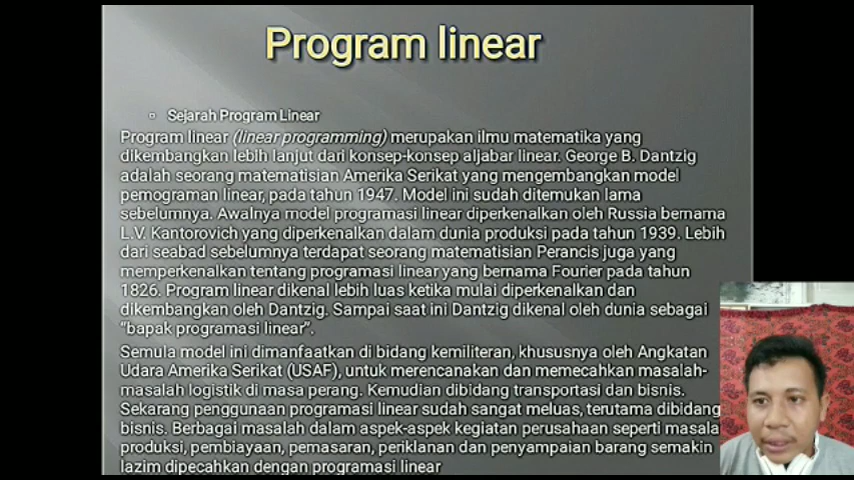 Program linear
Sejarah Program Linear
Program linear (linear programming) merupakan ilmu matematika yang
dikembangkan lebih lanjut dari konsep-konsep aljabar linear. George B. Dantzig
adalah seorang matematisian Amerika Serikat yang mengembangkan model
pemograman linear, pada tahun 1947. Model ini sudah ditemukan lama
sebelumnya. Awalnya model programasi linear diperkenalkan oleh Russia bernama
L.V. Kantorovich yang diperkenalkan dalam dunia produksi pada tahun 1939. Lebih
dari seabad sebelumnya terdapat seorang matematisian Perancis juga yang
memperkenalkan tentang programasi linear yang bernama Fourier pada tahun
1826. Program linear dikenal lebih luas ketika mulai diperkenalkan dan
dikembangkan oleh Dantzig. Sampai saat ini Dantzig dikenal oleh dunia sebagai
“bapak programasi linear”.
Semula model ini dimanfaatkan di bidang kemiliteran, khususnya oleh Angkatan
Udara Amerika Serikat (USAF), untuk merencanakan dan memecahkan masalah-
masalah logistik di masa perang. Kemudian dibidang transportasi dan bisnis.
Sekarang penggunaan programasi linear sudah sangat meluas, terutama dibidang
bisnis. Berbagai masalah dalam aspek-aspek kegiatan perusahaan seperti masala
produksi, pembiayaan, pemasaran, periklanan dan penyampaian barang semakin
lazim dipecahkan dengan programasi linear